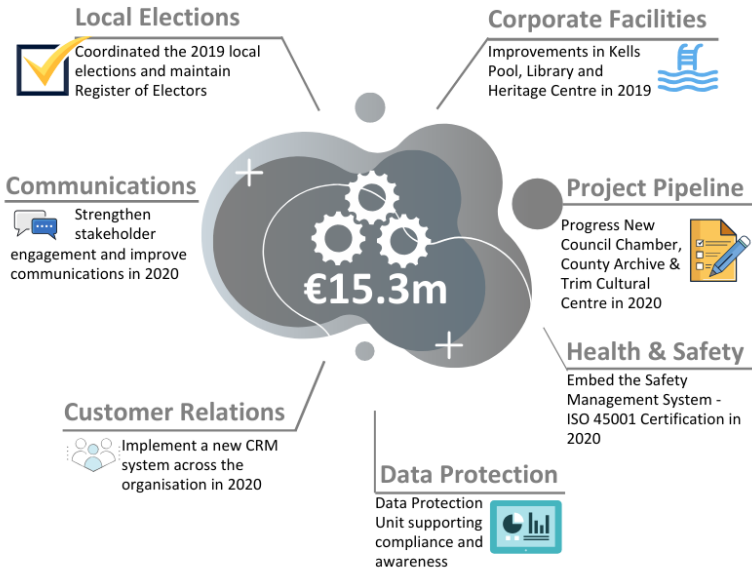 Local Elections
Coordinated the 2019 local
elections and maintain
Register of Electors
Corporate Facilities
Improvements in Kells
Pool, Library and
Heritage Centre in 2019
Communications
Strengthen
stakeholder
engagement and improve
communications in 2020
€15.3m
Project Pipeline
Progress New
Council Chamber,
County Archive &
Trim Cultural
Centre in 2020
Health & Safety
Embed the Safety
Management System -
ISO 45001 Certification in
2020
Customer Relations
Implement a new CRM
system across the
organisation in 2020
Data Protection
Data Protection
Unit supporting
compliance and
awareness